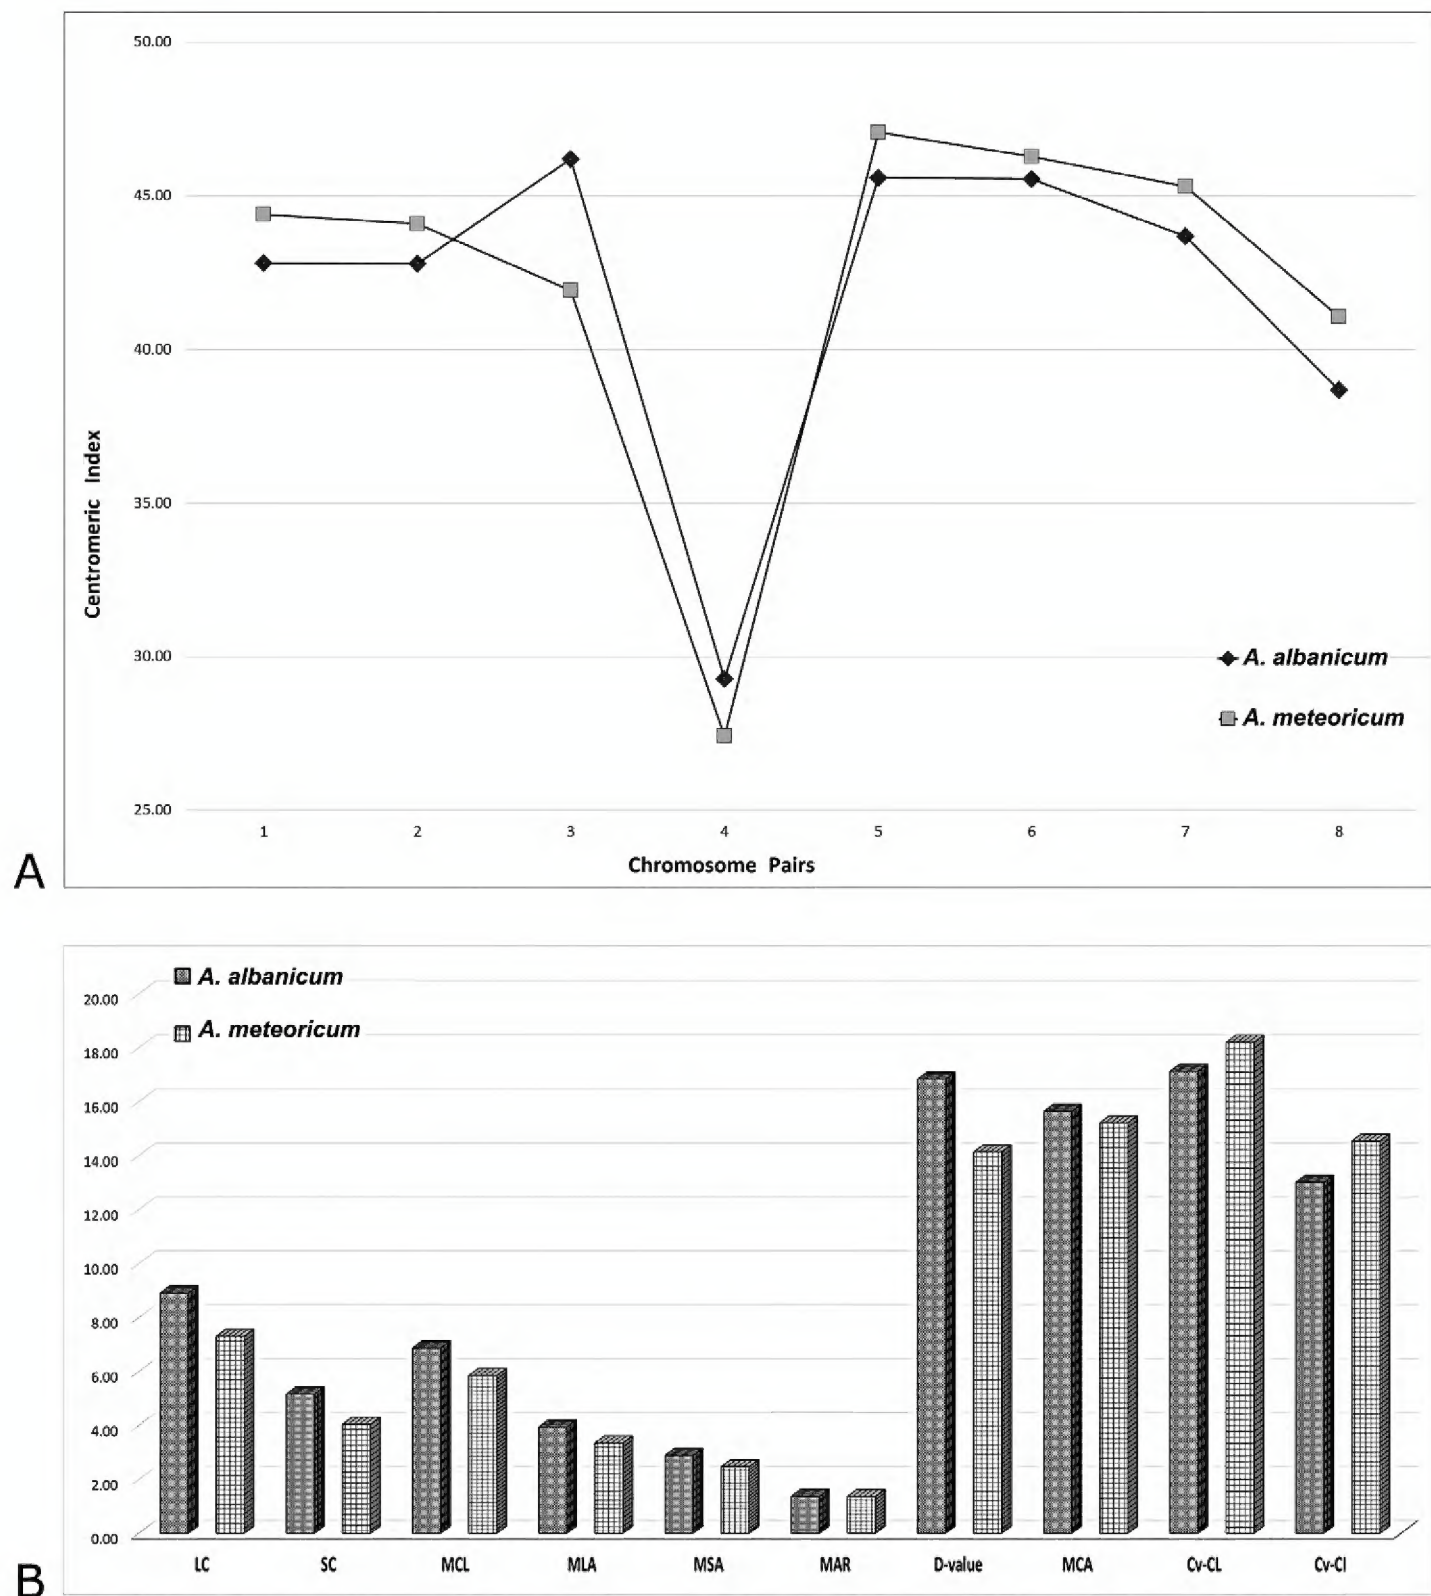 50.00
45.00
40.00
35.00
30.00
25.00
Centromeric Index
A. albanicum
A. meteoricum
1 2 3 4 5 6 7 8
Chromosome Pairs
A
A. albanicum
A. meteoricum
20.00
18.00
16.00
14.00
12.00
10.00
8.00
6.00
4.00
2.00
0.00
LC SC MCL MLA MSA MAR D-value MCA Cv-CL Cv-CI
B